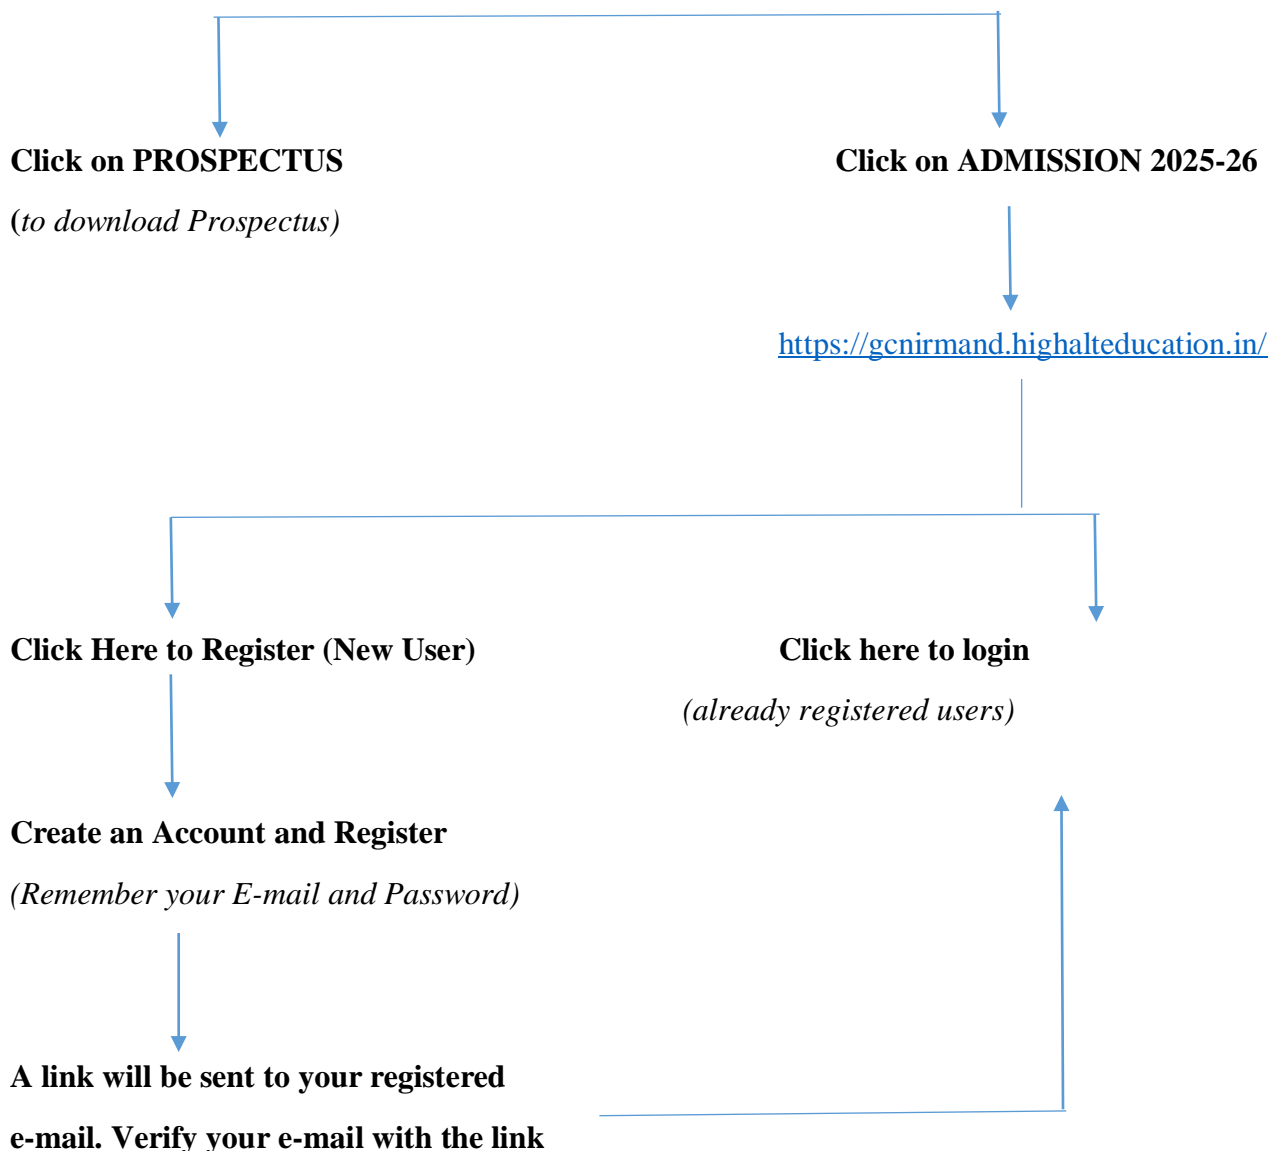 Click on PROSPECTUS
Click on ADMISSION 2025-26
(to download Prospectus)
https://gcnirmand.highalteducation.in/
Click Here to Register (New User)
Click here to login
(already registered users)
Create an Account and Register
(Remember your E-mail and Password)
A link will be sent to your registered
e-mail. Verify your e-mail with the link